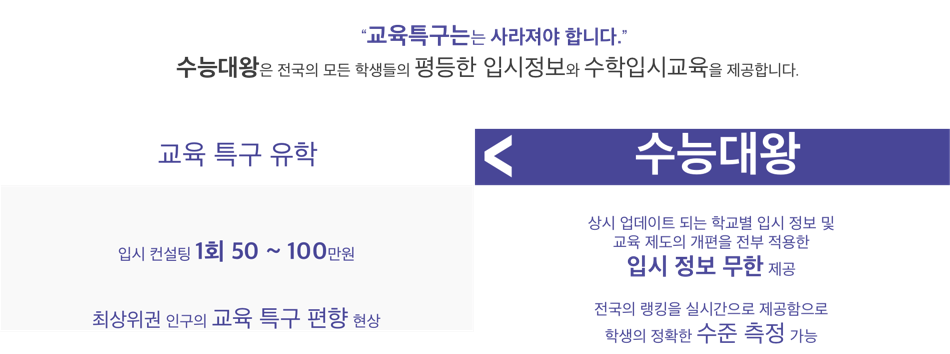 “교육특구는는 사라져야 합니다.”
수능대왕은 전국의 모든 학생들의 평등한 입시정보와 수학입시교육을 제공합니다.
교육 특구 유학
< 수능대왕
입시 컨설팅 1회 50 ~ 100만원
최상위권 인구의 교육 특구 편향 현상
상시 업데이트 되는 학교별 입시 정보 및
교육 제도의 개편을 전부 적용한
입시 정보 무한 제공
전국의 랭킹을 실시간으로 제공함으로
학생의 정확한 수준 측정 가능